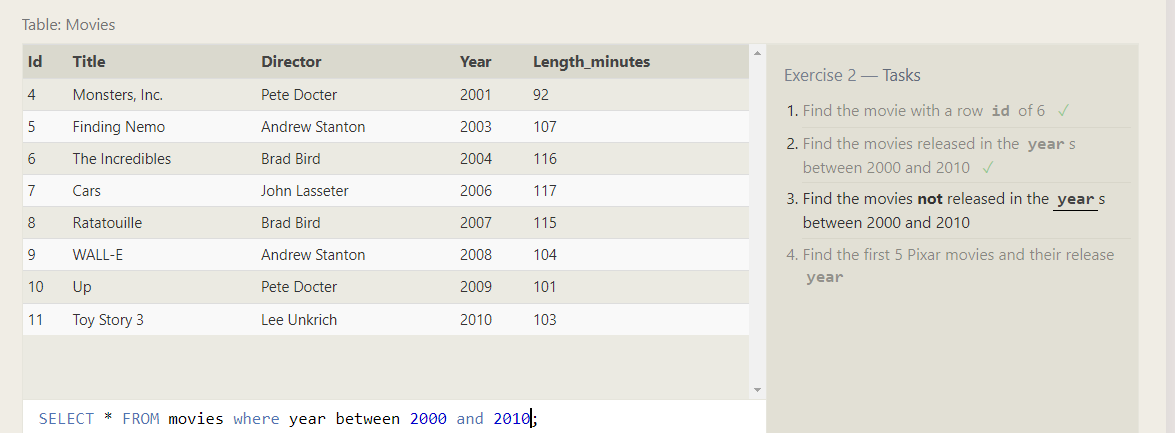 Table: Movies
Id Title Director Year Length_minutes
4 Monsters, Inc. Pete Docter 2001 92
5 Finding Nemo Andrew Stanton 2003 107
6 The Incredibles Brad Bird 2004 116
7 Cars John Lasseter 2006 117
8 Ratatouille Brad Bird 2007 115
9 WALL-E Andrew Stanton 2008 104
10 Up Pete Docter 2009 101
11 Toy Story 3 Lee Unkrich 2010 103
SELECT * FROM movies where year between 2000 and 2010;
Exercise 2 — Tasks
1. Find the movie with a row id of 6 ✓
2. Find the movies released in the year s
between 2000 and 2010 ✓
3. Find the movies not released in the year s
between 2000 and 2010
4. Find the first 5 Pixar movies and their release
year